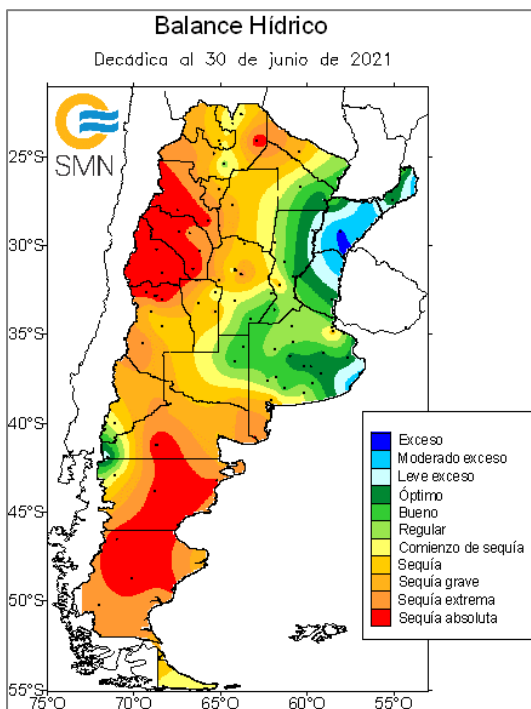 Balance Hídrico
Decádica al 30 de junio de 2021
SMN
25°S
30°S
35°S
40°S
45°S
50°S
55°S
75°O
70°O
65°O
60°O
55°O
Exceso
Moderado exceso
Leve exceso
Óptimo
Bueno
Regular
Comienzo de sequía
Sequía
Sequía grave
Sequía extrema
Sequía absoluta